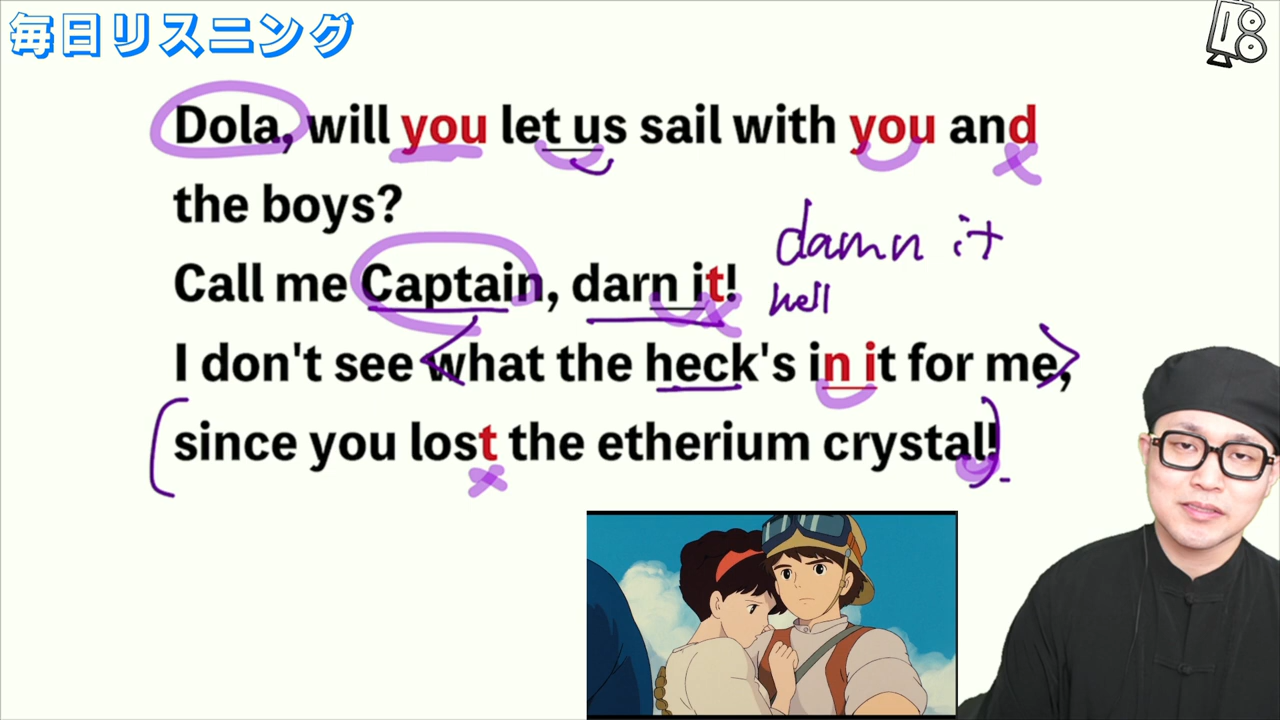 毎日リスニング
Dola, will you let us sail with you and
the boys?
damn it
Call me Captain, darn it!
hell
I don't see what the heck's in it for me,
since you lost the etherium crystal!